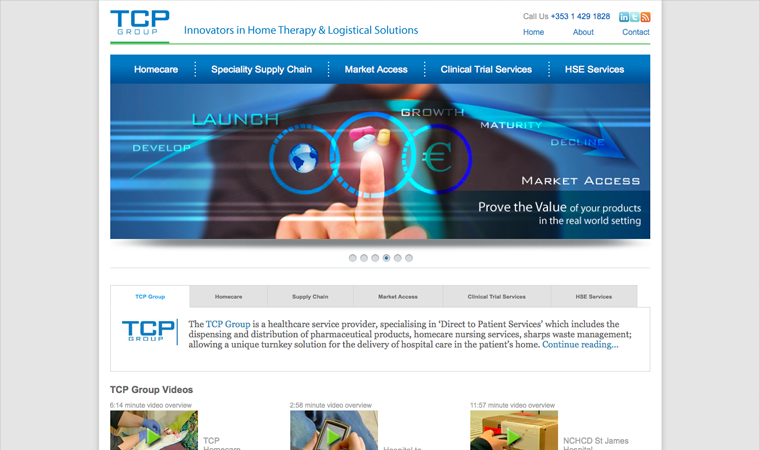 TCP
GROUP
Innovators in Home Therapy & Logistical Solutions
Call Us +353 1 429 1828
in
Home About Contact
Homecare Speciality Supply Chain Market Access Clinical Trial Services HSE Services
DEVELOP
LAUNCH
GROWTH
MATURITY
DECLINE
€
MARKET ACCESS
Prove the Value of your products
in the real world setting
TCP Group Homecare Supply Chain Market Access Clinical Trial Services HSE Services
TCP
GROUP
The TCP Group is a healthcare service provider, specialising in 'Direct to Patient Services' which includes the
dispensing and distribution of pharmaceutical products, homecare nursing services, sharps waste management;
allowing a unique turnkey solution for the delivery of hospital care in the patient's home. Continue reading...
TCP Group Videos
6:14 minute video overview 2:58 minute video overview 11:57 minute video overview
TCP
Homecare
Hospital to
NCHCD St James
Hospital